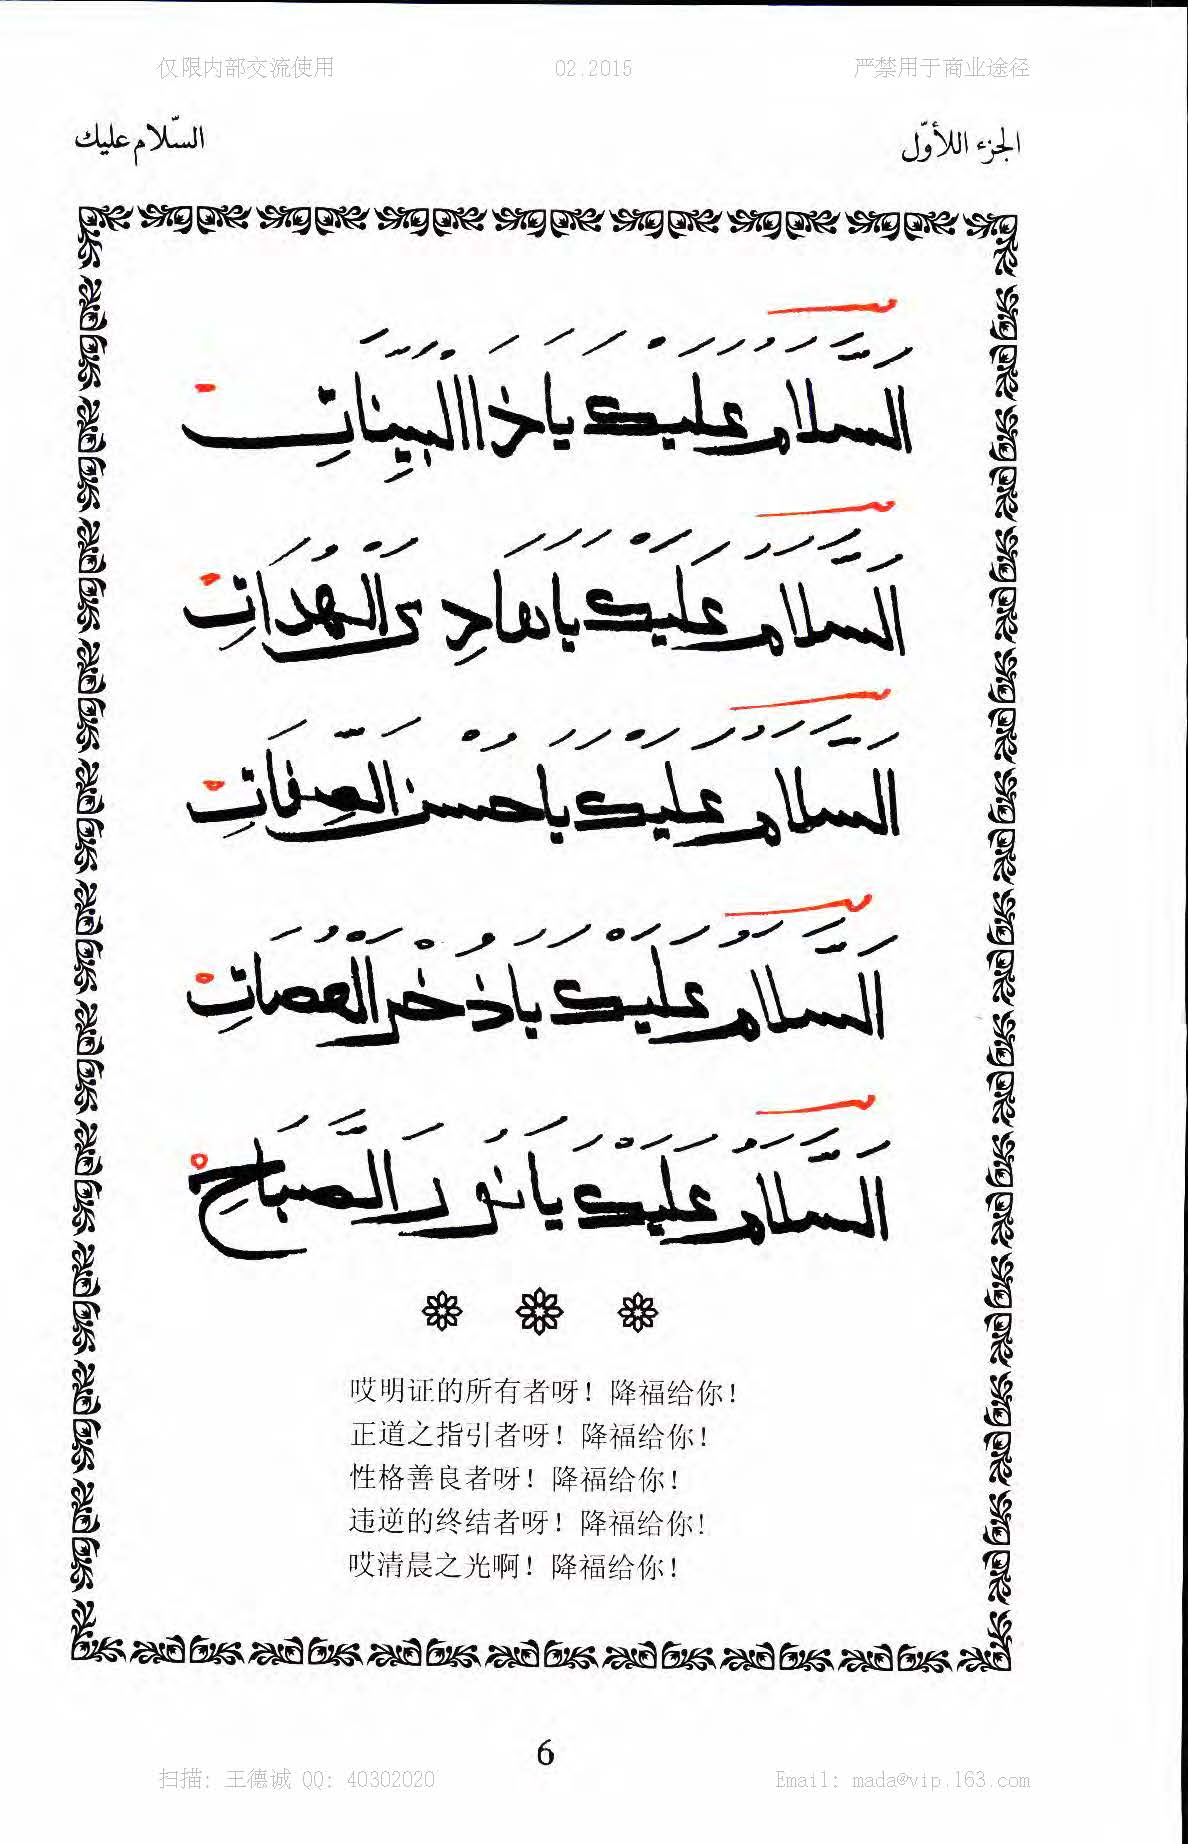 仅限内部交流使用 02.2015 严禁用于商业途径
الجزء اللأوّل السّلام عليك
اَلسَّلَامُ عَلَيْكَ يَا ذَا الْبَيِّنَاتِ
اَلسَّلَامُ عَلَيْكَ يَا هَادِىَ الْهُدَاتِ
اَلسَّلَامُ عَلَيْكَ يَا حُسْنَ الصِّفَاتِ
اَلسَّلَامُ عَلَيْكَ يَا ذُخْرَ الْعُصَاتِ
اَلسَّلَامُ عَلَيْكَ يَا نُورَ الصَّبَاحِ
哎明证的所有者呀！降福给你！
正道之指引者呀！降福给你！
性格善良者呀！降福给你！
违逆的终结者呀！降福给你！
哎清晨之光啊！降福给你！
6
扫描: 王德诚 QQ: 40302020 Email: mada@vip.163.com